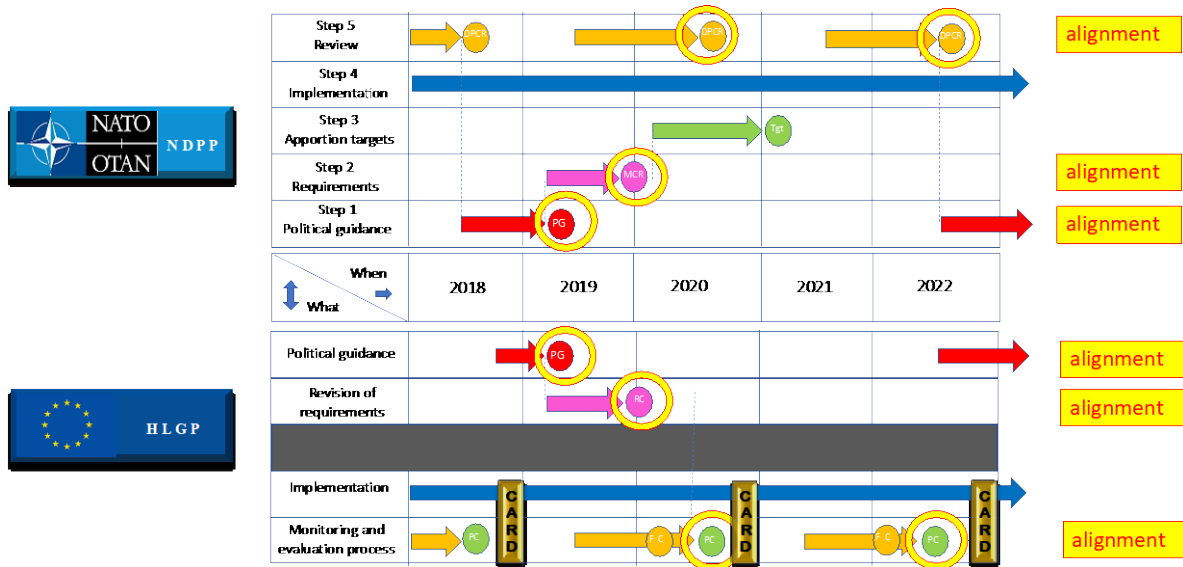 Step 5
Review
DPCR
DPCR
DPCR
alignment
Step 4
Implementation
NATO
OTAN
NDPP
Step 3
Apportion targets
Tgt
Step 2
Requirements
MCR
alignment
Step 1
Political guidance
PG
alignment
When
What
2018
2019
2020
2021
2022
Political guidance
PG
alignment
Revision of
requirements
RC
alignment
HLGP
Implementation
CARD
CARD
CARD
Monitoring and
evaluation process
PC
F C
PC
F C
PC
alignment